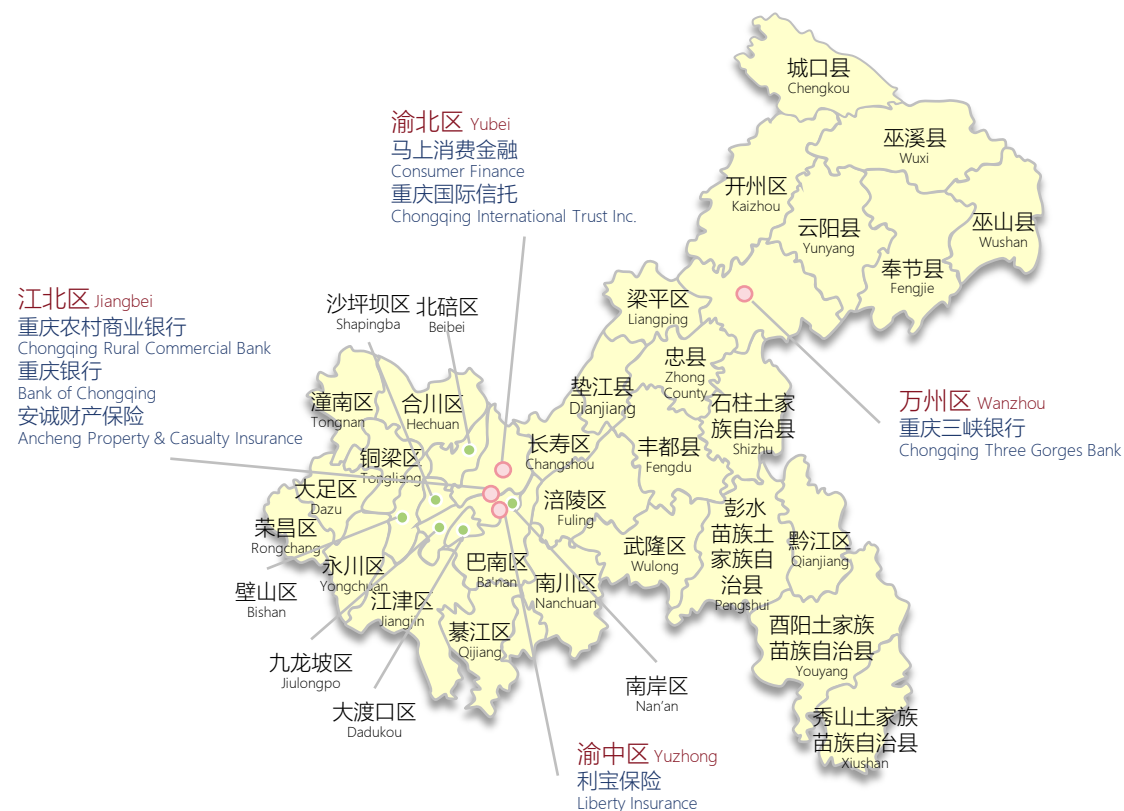 城口县
Chengkou
巫溪县
Wuxi
开州区
Kaizhou
云阳县
Yunyang
巫山县
Wushan
奉节县
Fengjie
渝北区 Yubei
马上消费金融
Consumer Finance
重庆国际信托
Chongqing International Trust Inc.
江北区 Jiangbei
重庆农村商业银行
Chongqing Rural Commercial Bank
重庆银行
Bank of Chongqing
安诚财产保险
Ancheng Property & Casualty Insurance
沙坪坝区
Shapingba
北碚区
Beibei
梁平区
Liangping
忠县
Zhong
County
垫江县
Dianjiang
石柱土家
族自治县
Shizhu
万州区 Wanzhou
重庆三峡银行
Chongqing Three Gorges Bank
潼南区
Tongnan
合川区
Hechuan
长寿区
Changshou
丰都县
Fengdu
铜梁区
Tongliang
大足区
Dazu
涪陵区
Fuling
荣昌区
Rongchang
永川区
Yongchuan
巴南区
Ba'nan
南川区
Nanchuan
武隆区
Wulong
彭水
苗族土
家族自
治县
Pengshui
黔江区
Qianjiang
璧山区
Bishan
江津区
Jiangjin
綦江区
Qijiang
酉阳土家族
苗族自治县
Youyang
九龙坡区
Jiulongpo
大渡口区
Dadukou
南岸区
Nan'an
秀山土家族
苗族自治县
Xiushan
渝中区 Yuzhong
利宝保险
Liberty Insurance